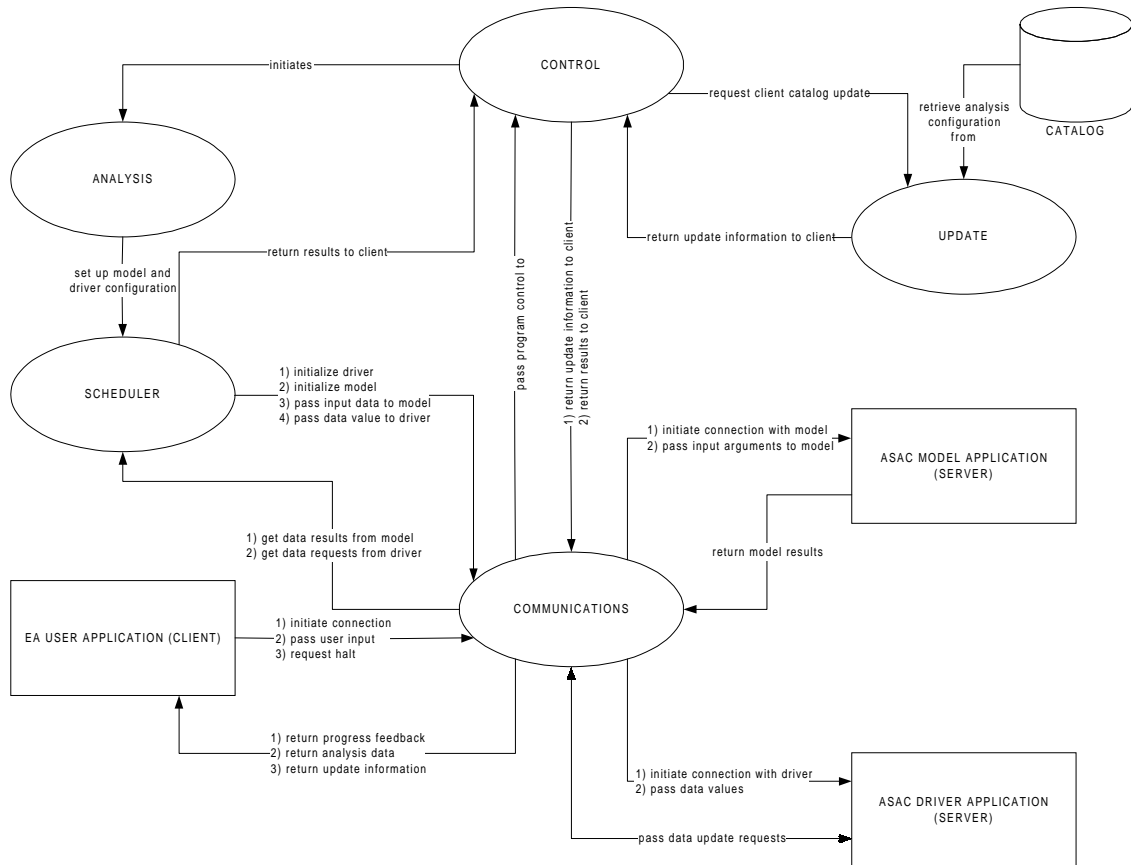 CONTROL
initiates
request client catalog update
retrieve analysis
configuration
from
CATALOG
ANALYSIS
UPDATE
return results to client
return update information to client
set up model and
driver configuration
pass program control to
1) return update information to client
2) return results to client
SCHEDULER
1) initialize driver
2) initialize model
3) pass input data to model
4) pass data value to driver
1) initiate connection with model
2) pass input arguments to model
ASAC MODEL APPLICATION
(SERVER)
1) get data results from model
2) get data requests from driver
return model results
EA USER APPLICATION (CLIENT)
1) initiate connection
2) pass user input
3) request halt
COMMUNICATIONS
1) return progress feedback
2) return analysis data
3) return update information
1) initiate connection with driver
2) pass data values
ASAC DRIVER APPLICATION
(SERVER)
pass data update requests